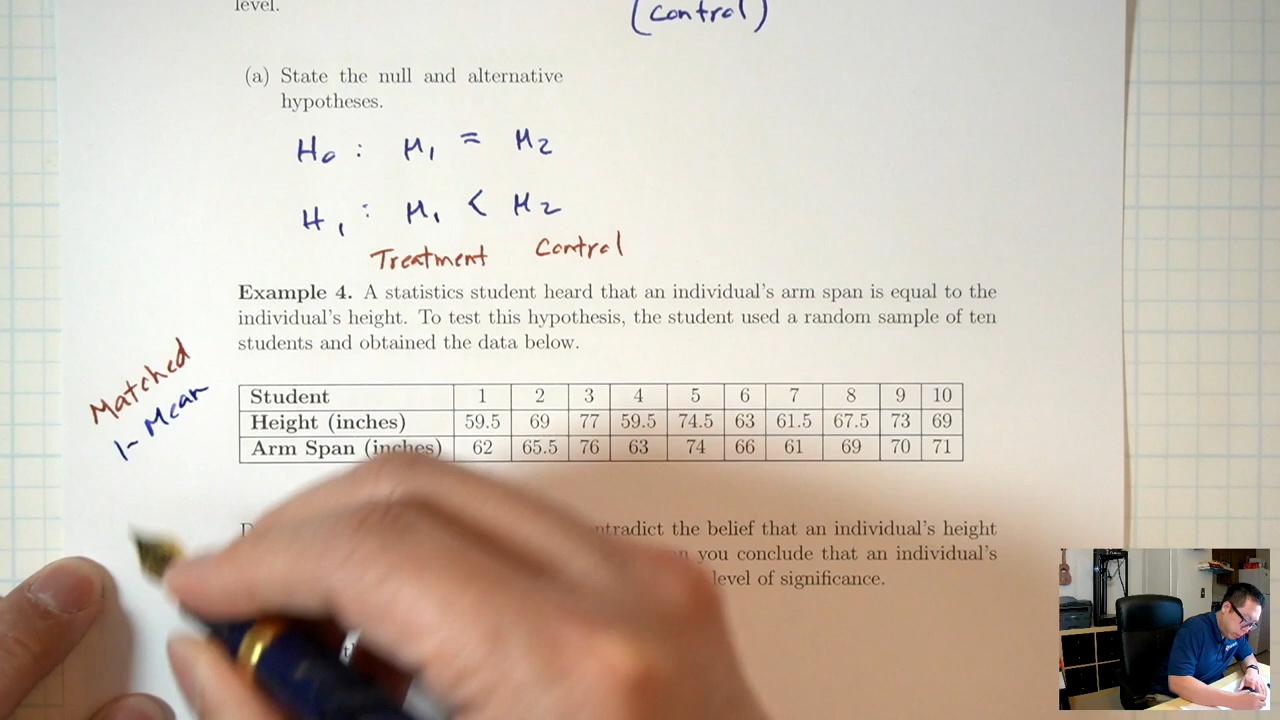 level.
(Control)
(a) State the null and alternative
hypotheses.
H₀ : μ₁ = μ₂
H₁ : μ₁ < μ₂
Treatment Control
Example 4. A statistics student heard that an individual's arm span is equal to the
individual's height. To test this hypothesis, the student used a random sample of ten
students and obtained the data below.
Matched
1-Mean
Student 1 2 3 4 5 6 7 8 9 10
Height (inches) 59.5 69 77 59.5 74.5 63 61.5 67.5 73 69
Arm Span (inches) 62 65.5 76 63 74 66 61 69 70 71
the belief that an individual's height
you conclude that an individual's
level of significance.